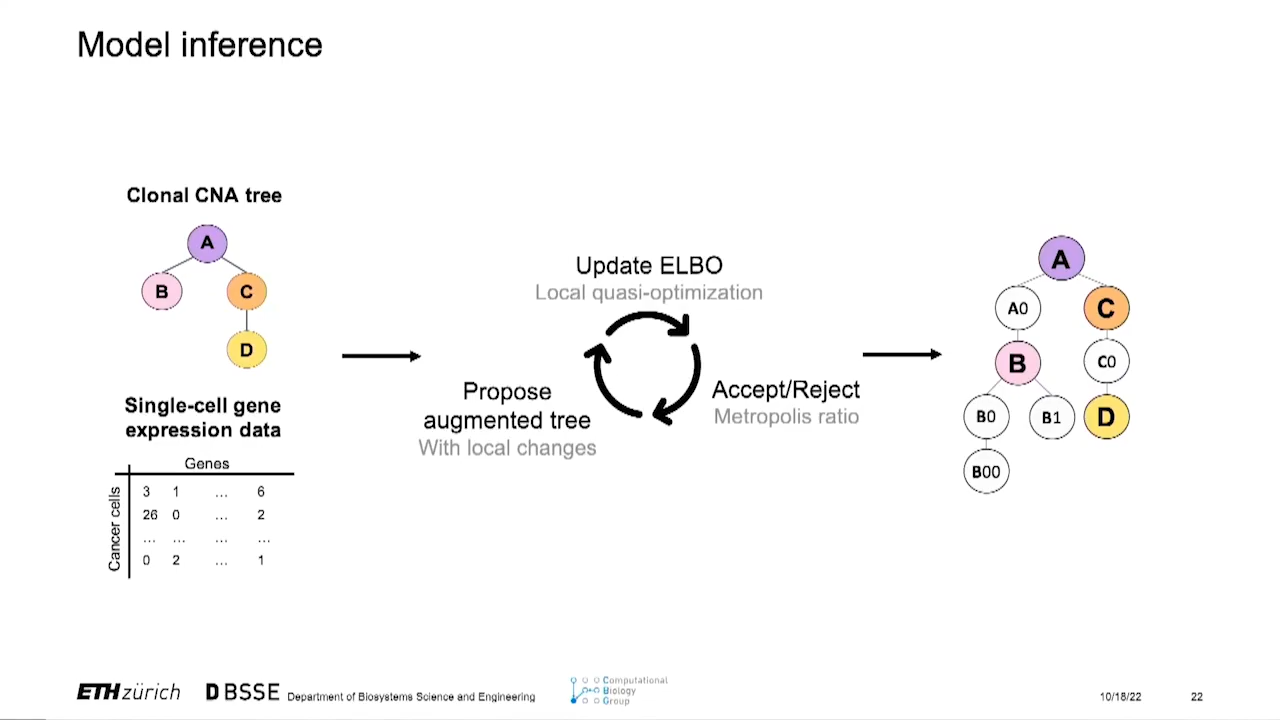 Model inference
Clonal CNA tree
A
B
C
D
Single-cell gene
expression data
Genes
Cancer cells
3 1 ... 6
26 0 ... 2
... ... ... ...
0 2 ... 1
Update ELBO
Local quasi-optimization
Propose
augmented tree
With local changes
Accept/Reject
Metropolis ratio
A
A0
C
B
C0
B0
B1
D
B00
ETH zürich
D BSSE
Department of Biosystems Science and Engineering
Computational
Biology
Group
10/18/22
22